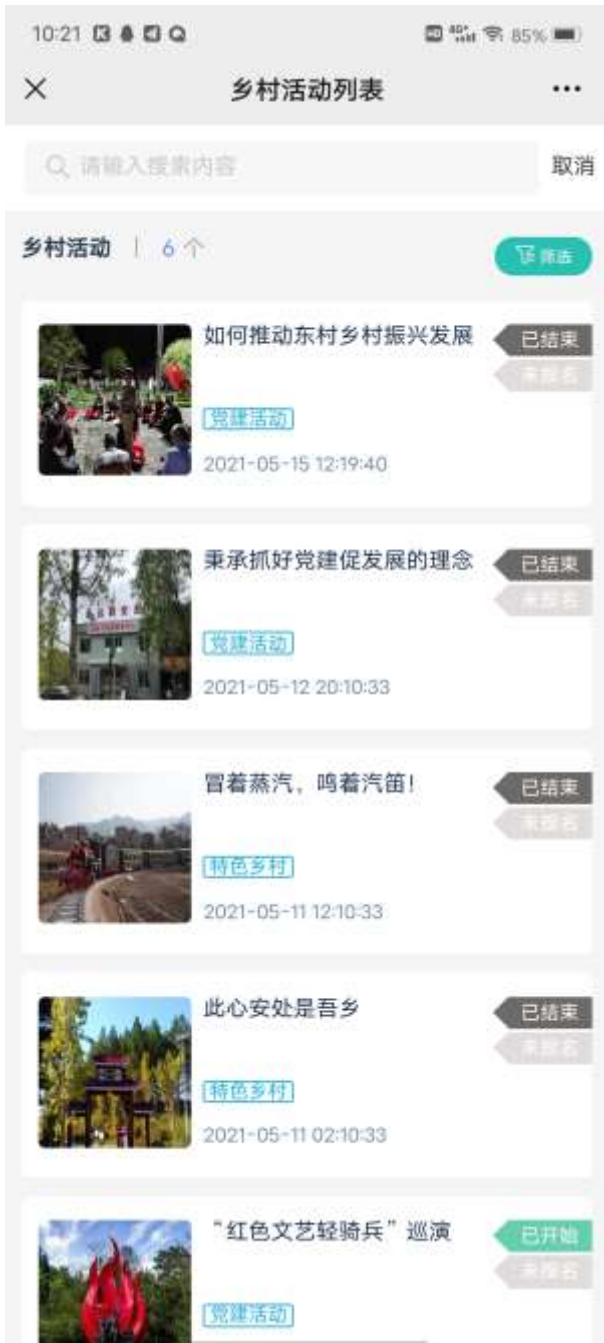 10:21 85%
乡村活动列表
请输入搜索内容 取消
乡村活动 | 6 个 筛选
如何推动东村乡村振兴发展 已结束
未报名
党建活动
2021-05-15 12:19:40
秉承抓好党建促发展的理念 已结束
未报名
党建活动
2021-05-12 20:10:33
冒着蒸汽，鸣着汽笛！ 已结束
未报名
特色乡村
2021-05-11 12:10:33
此心安处是吾乡 已结束
未报名
特色乡村
2021-05-11 02:10:33
“红色文艺轻骑兵”巡演 已开始
未报名
党建活动